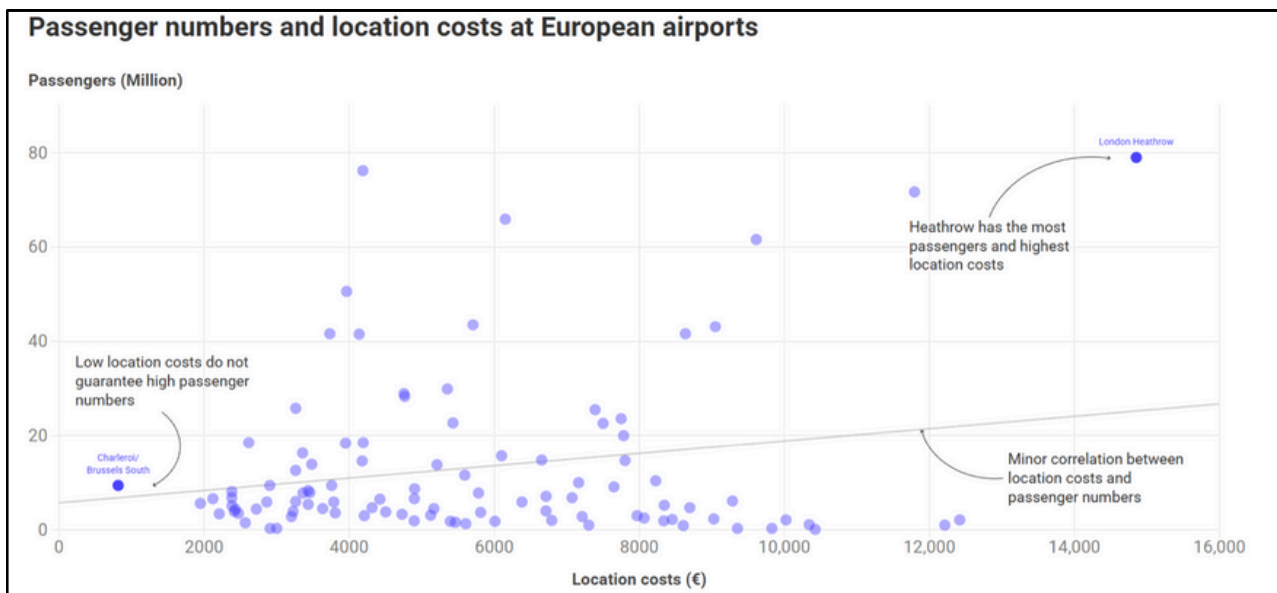 Passenger numbers and location costs at European airports
Passengers (Million)
80
60
40
20
0
London Heathrow
Heathrow has the most
passengers and highest
location costs
Low location costs do not
guarantee high passenger
numbers
Charleroi/
Brussels South
Minor correlation between
location costs and
passenger numbers
0
2000
4000
6000
8000
10,000
12,000
14,000
16,000
Location costs (€)